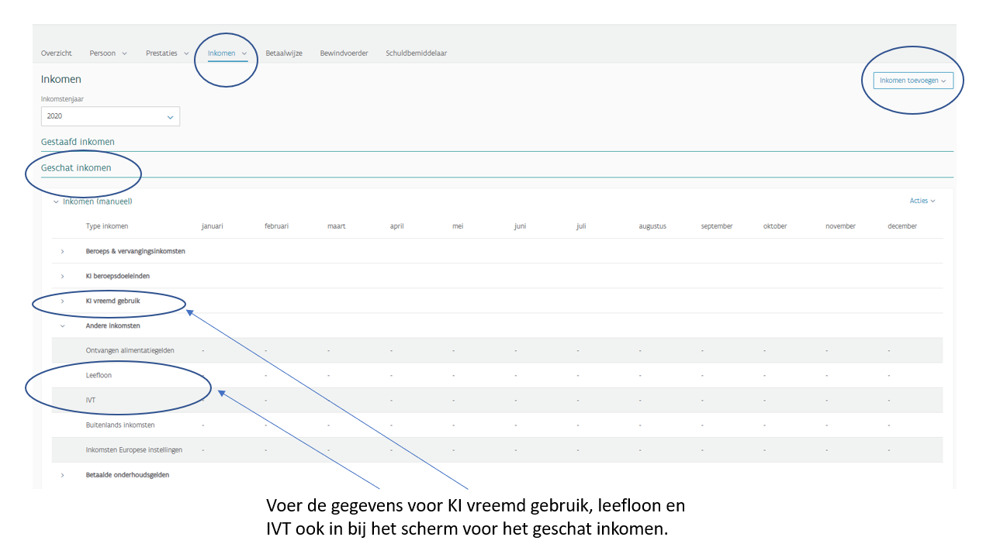 Overzicht Persoon Prestaties Inkomen Betaalwijze Bewindvoerder Schuldbemiddelaar
Inkomen
Inkomen toevoegen
Inkomstenjaar
2020
Gestaafd inkomen
Geschat inkomen
Inkomen (manueel) Acties
Type inkomen januari februari maart april mei juni juli augustus september oktober november december
Beroeps & vervangingsinkomsten
KI beroepsdoeleinden
KI vreemd gebruik
Andere inkomsten
Ontvangen alimentatiegelden - - - - - - - - - - - -
Leefloon - - - - - - - - - - - -
IVT - - - - - - - - - - - -
Buitenlands inkomsten - - - - - - - - - - - -
Inkomsten Europese instellingen - - - - - - - - - - - -
Betaalde onderhoudsgelden
Voer de gegevens voor KI vreemd gebruik, leefloon en
IVT ook in bij het scherm voor het geschat inkomen.